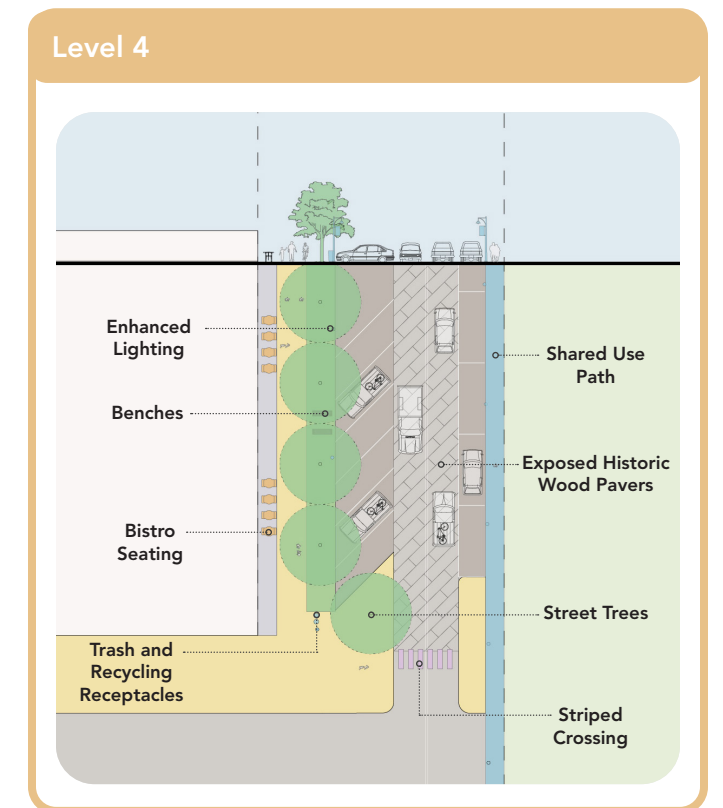 Level 4
Enhanced
Lighting
Benches
Bistro
Seating
Trash and
Recycling
Receptacles
Shared Use
Path
Exposed Historic
Wood Pavers
Street Trees
Striped
Crossing